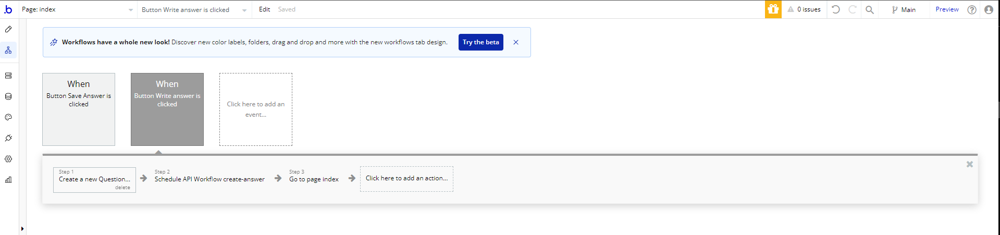 .b Page: index Button Write answer is clicked Edit Saved 0 issues Main Preview ?
Workflows have a whole new look! Discover new color labels, folders, drag and drop and more with the new workflows tab design. Try the beta
When
Button Save Answer is
clicked
When
Button Write answer is
clicked
Click here to add an
event...
Step 1
Create a new Question...
delete
Step 2
Schedule API Workflow create-answer
Step 3
Go to page index
Click here to add an action...